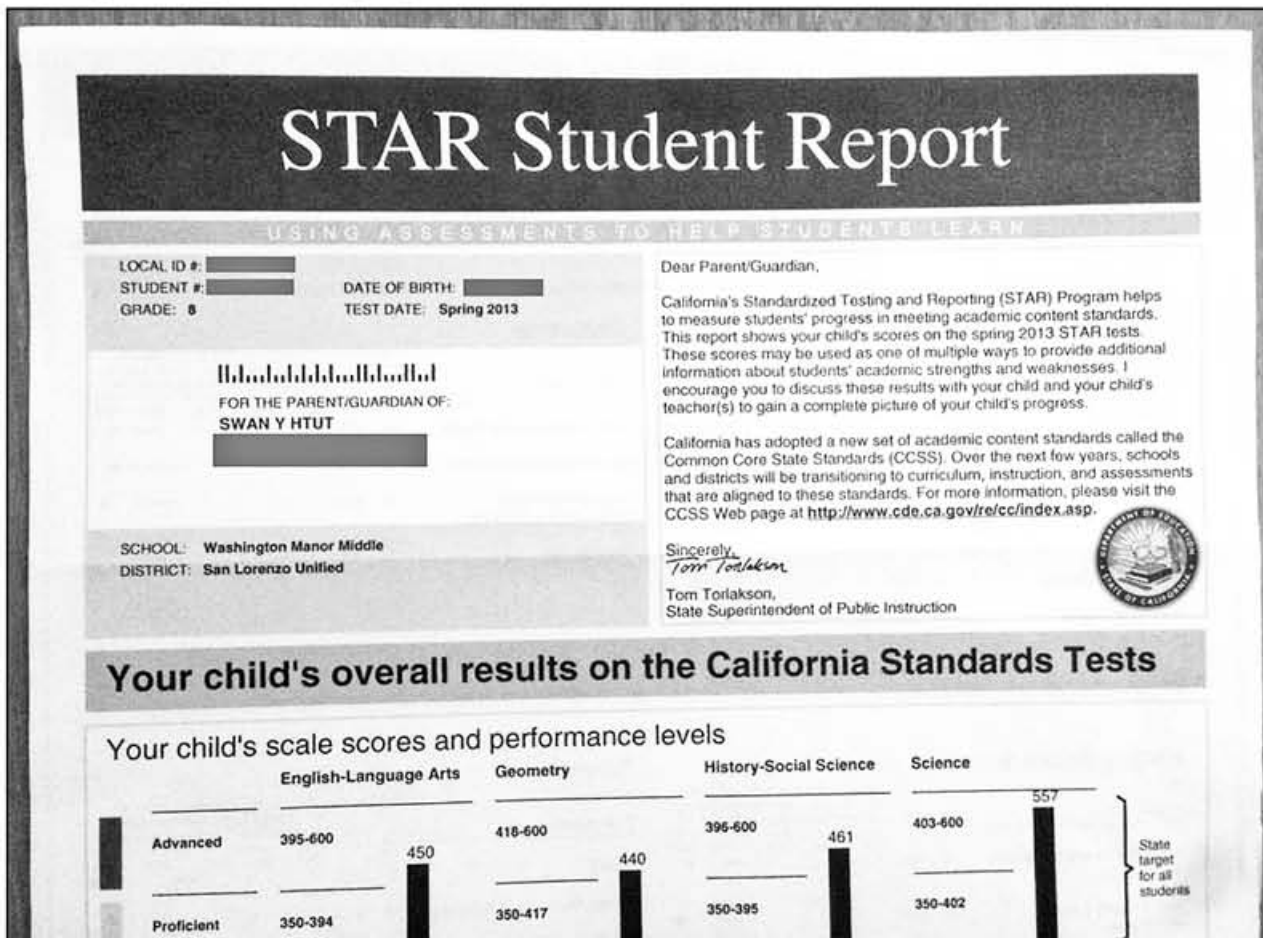 STAR Student Report
USING ASSESSMENTS TO HELP STUDENTS LEARN
LOCAL ID #:
STUDENT #:
DATE OF BIRTH:
GRADE: 8
TEST DATE: Spring 2013
FOR THE PARENT/GUARDIAN OF:
SWAN Y HTUT
SCHOOL: Washington Manor Middle
DISTRICT: San Lorenzo Unified
Dear Parent/Guardian,
California's Standardized Testing and Reporting (STAR) Program helps
to measure students' progress in meeting academic content standards.
This report shows your child's scores on the spring 2013 STAR tests.
These scores may be used as one of multiple ways to provide additional
information about students' academic strengths and weaknesses. I
encourage you to discuss these results with your child and your child's
teacher(s) to gain a complete picture of your child's progress.
California has adopted a new set of academic content standards called the
Common Core State Standards (CCSS). Over the next few years, schools
and districts will be transitioning to curriculum, instruction, and assessments
that are aligned to these standards. For more information, please visit the
CCSS Web page at http://www.cde.ca.gov/re/cc/index.asp.
Sincerely,
Tom Torlakson
Tom Torlakson,
State Superintendent of Public Instruction
DEPARTMENT OF EDUCATION
STATE OF CALIFORNIA
Your child's overall results on the California Standards Tests
Your child's scale scores and performance levels
English-Language Arts Geometry History-Social Science Science
Advanced 395-600 450 418-600 440 396-600 461 403-600 557
State
target
for all
students
Proficient 350-394 350-417 350-395 350-402